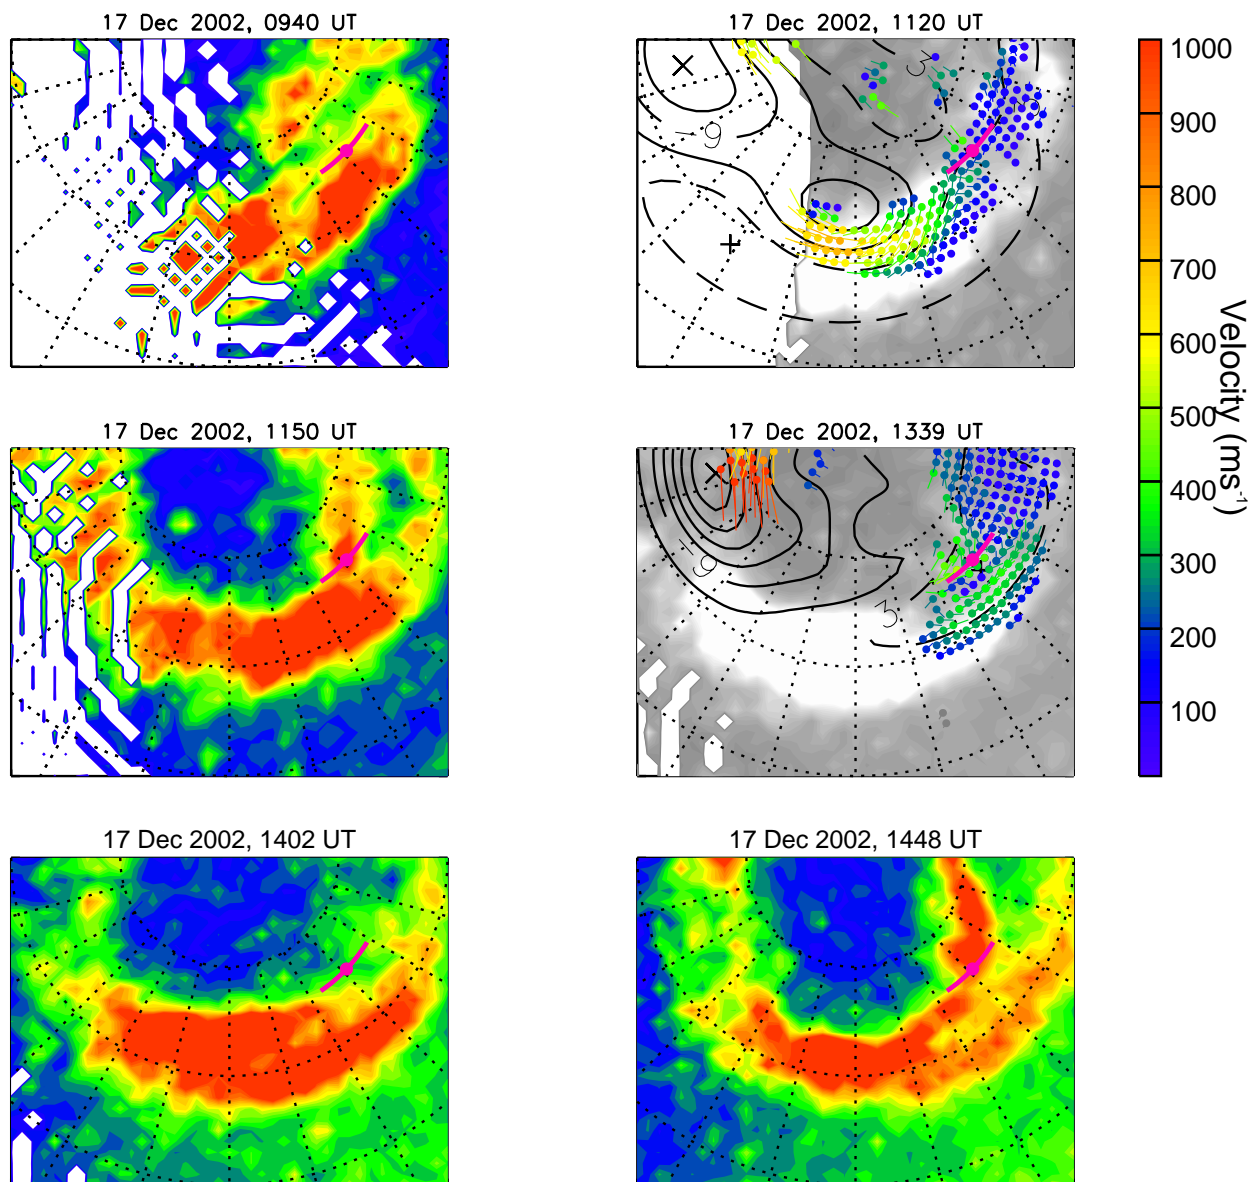 17 Dec 2002, 0940 UT
17 Dec 2002, 1120 UT
-9
3
17 Dec 2002, 1150 UT
17 Dec 2002, 1339 UT
-9
3
17 Dec 2002, 1402 UT
17 Dec 2002, 1448 UT
1000
900
800
700
600
500
400
300
200
100
Velocity (ms⁻¹)